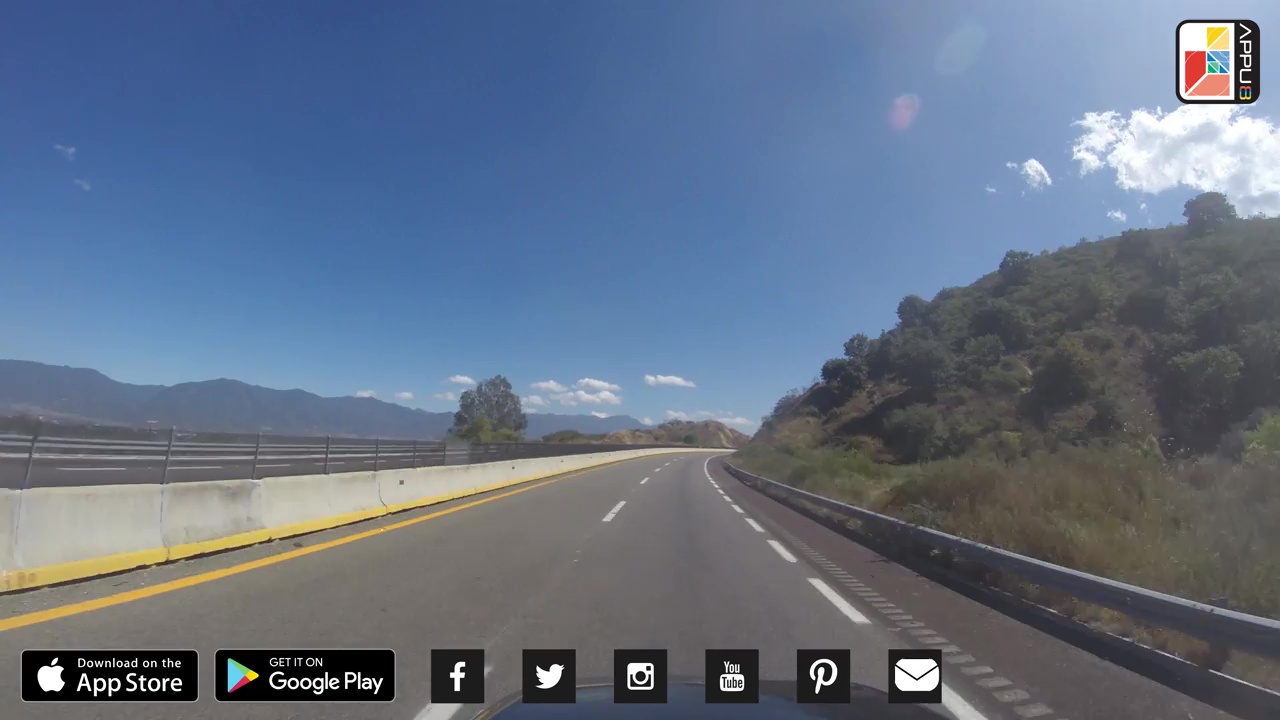 APPU8
Download on the
App Store
GET IT ON
Google Play
You
Tube